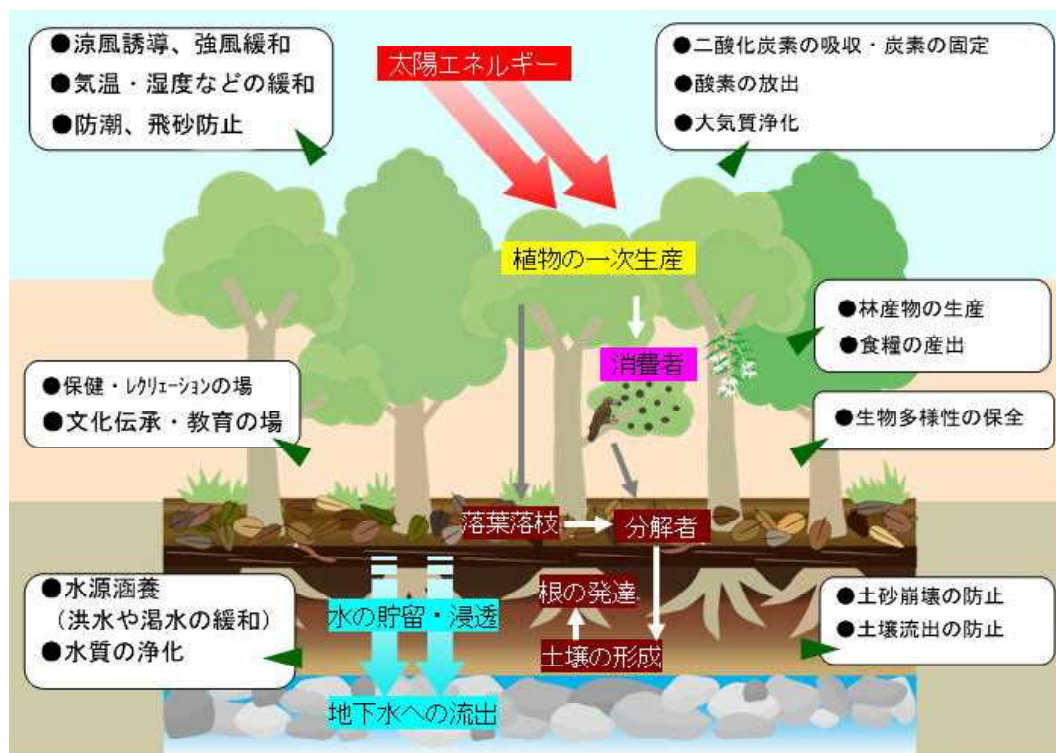 ●涼風誘導、強風緩和
●気温・湿度などの緩和
●防潮、飛砂防止
太陽エネルギー
●二酸化炭素の吸収・炭素の固定
●酸素の放出
●大気質浄化
植物の一次生産
●林産物の生産
●食糧の産出
消費者
●保健・ﾚｸﾘｪｰｼｮﾝの場
●文化伝承・教育の場
●生物多様性の保全
落葉落枝
分解者
●水源涵養
(洪水や渇水の緩和)
●水質の浄化
水の貯留・浸透
根の発達
土壌の形成
●土砂崩壊の防止
●土壌流出の防止
地下水への流出